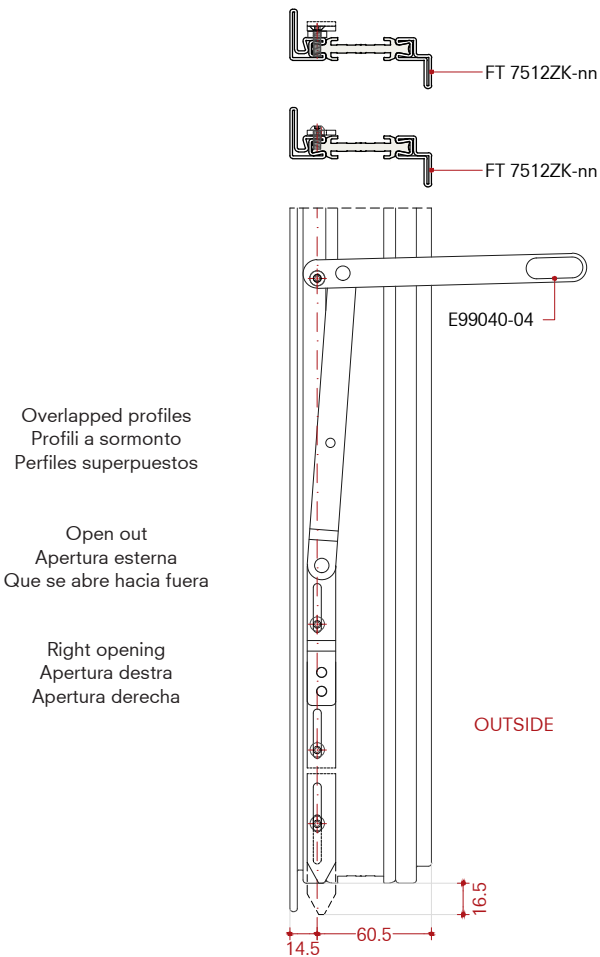 FT 7512ZK-nn
FT 7512ZK-nn
E99040-04
Overlapped profiles
Profili a sormonto
Perfiles superpuestos
Open out
Apertura esterna
Que se abre hacia fuera
Right opening
Apertura destra
Apertura derecha
OUTSIDE
16.5
60.5
14.5